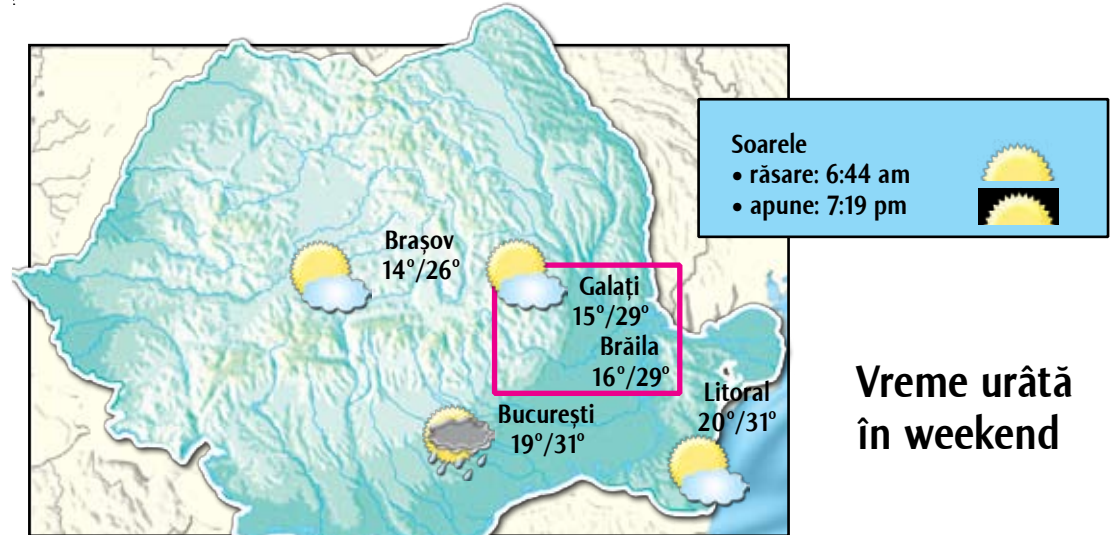 Soarele
• răsare: 6:44 am
• apune: 7:19 pm
Brașov
14°/26°
Galați
15°/29°
Brăila
16°/29°
Litoral
20°/31°
București
19°/31°
Vreme urâtă
în weekend